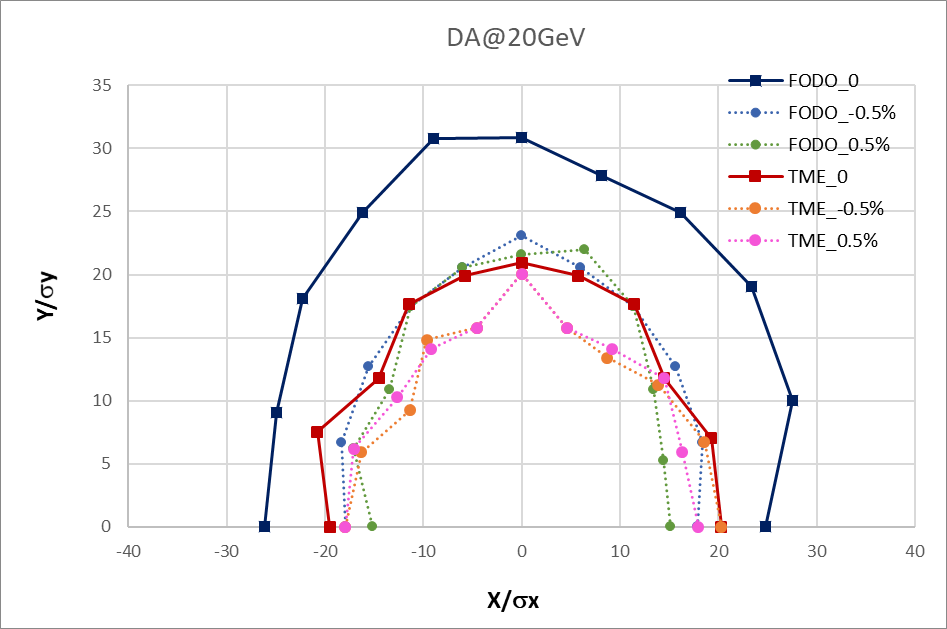 DA@20GeV
FODO_0
FODO_-0.5%
FODO_0.5%
TME_0
TME_-0.5%
TME_0.5%
35
30
25
20
15
10
5
0
Y/σy
-40 -30 -20 -10 0 10 20 30 40
X/σx